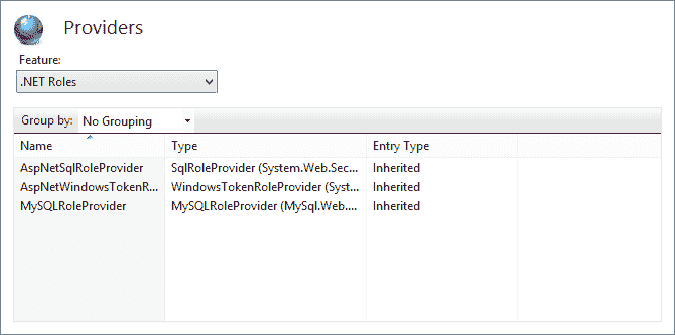 Providers
Feature:
.NET Roles
Group by: No Grouping
Name Type Entry Type
AspNetSqlRoleProvider SqlRoleProvider (System.Web.Sec... Inherited
AspNetWindowsTokenR... WindowsTokenRoleProvider (Syst... Inherited
MySQLRoleProvider MySQLRoleProvider (MySql.Web.... Inherited